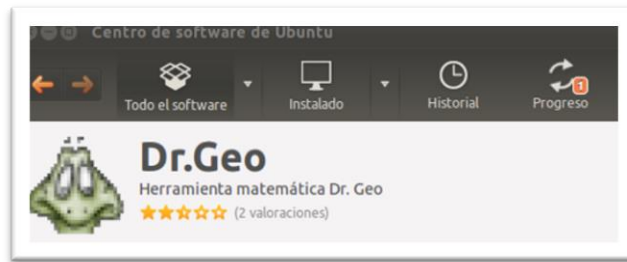 Centro de software de Ubuntu
Todo el software Instalado Historial Progreso
1
Dr.Geo
Herramienta matemática Dr. Geo
(2 valoraciones)